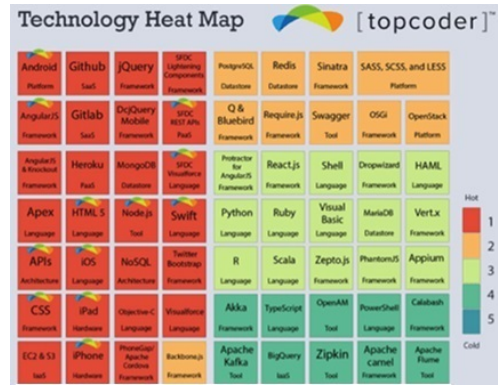 Technology Heat Map
[topcoder]™
Android
Platform
Github
SaaS
jQuery
Framework
SFDC
Lightening
Components
Framework
PostgrvSQL
Datastore
Redis
Datastore
Sinatra
Framework
SASS, SCSS, and LESS
Platform
AngularJS
Framework
Gitlab
SaaS
DcjQuery
Mobile
Framework
SFDC
REST APIs
PaaS
Q &
Bluebird
Framework
Require.js
Framework
Swagger
Tool
OSGi
Framework
OpenStack
Platform
AngularJS
& Knockout
Framework
Heroku
PaaS
MongoDB
Datastore
SFDC
Visualforce
Language
Protractor
for
AngularJS
Framework
React.js
Framework
Shell
Language
Dropwizard
Framework
HAML
Language
Apex
Language
HTML 5
Language
Node.js
Tool
Swift
Language
Python
Language
Ruby
Language
Visual
Basic
Language
MariaDB
Datastore
Vert.x
Framework
APIs
Architecture
iOS
Language
NoSQL
Architecture
Twitter
Bootstrap
Framework
R
Language
Scala
Language
Zepto.js
Framework
PhantomJS
Framework
Appium
Framework
CSS
Framework
iPad
Hardware
Objective-C
Language
Visualforce
Language
Akka
Framework
TypeScript
Language
OpenAM
Tool
PowerShell
Language
Calabash
Framework
EC2 & S3
IaaS
iPhone
Hardware
PhoneGap/
Apache
Cordova
Framework
Backbone.js
Framework
Apache
Kafka
Tool
BigQuery
IaaS
Zipkin
Tool
Apache
camel
Framework
Apache
Flume
Tool
Hot
1
2
3
4
5
Cold